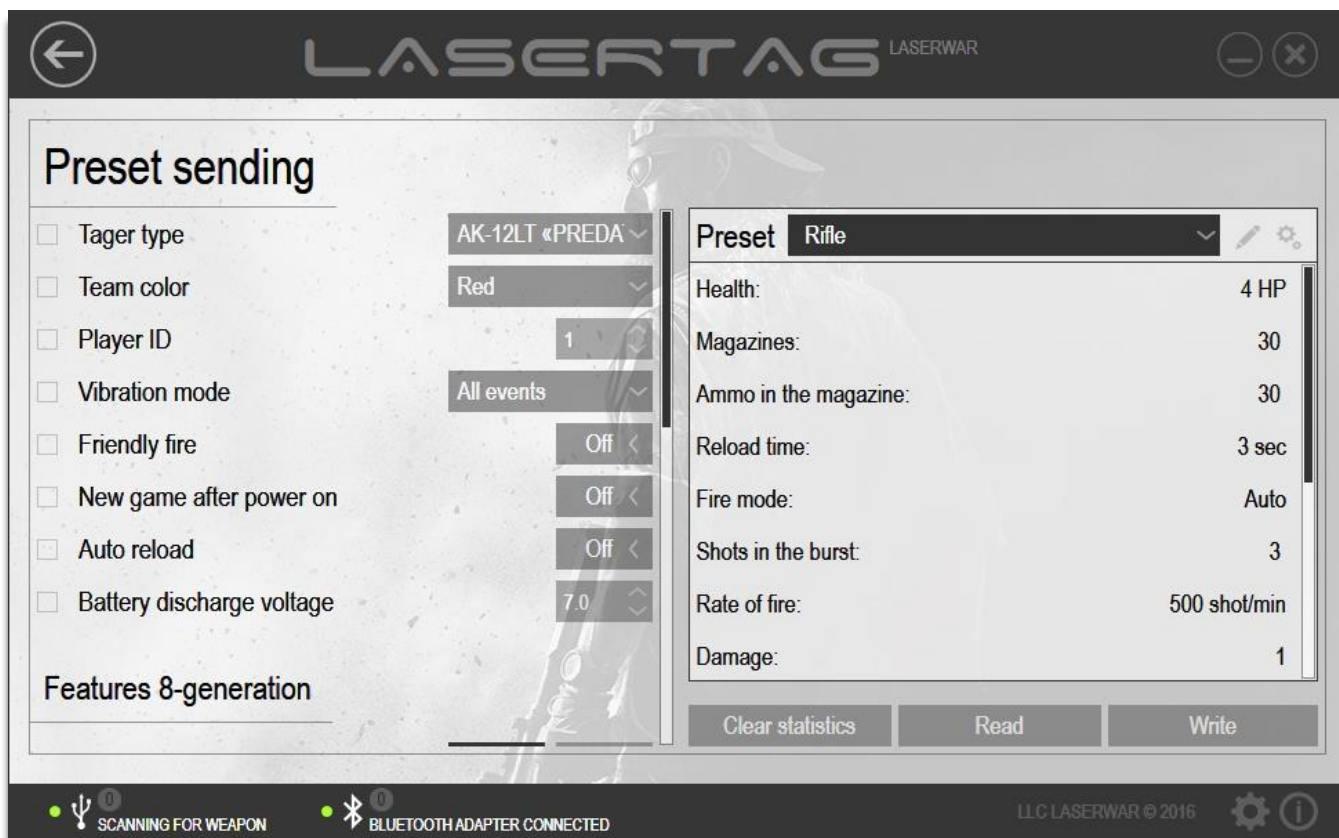 LASERTAG LASERWAR
Preset sending
Tager type AK-12LT «PREDA
Team color Red
Player ID 1
Vibration mode All events
Friendly fire Off
New game after power on Off
Auto reload Off
Battery discharge voltage 7.0
Features 8-generation
Preset Rifle
Health: 4 HP
Magazines: 30
Ammo in the magazine: 30
Reload time: 3 sec
Fire mode: Auto
Shots in the burst: 3
Rate of fire: 500 shot/min
Damage: 1
Clear statistics Read Write
0 SCANNING FOR WEAPON 0 BLUETOOTH ADAPTER CONNECTED LLC LASERWAR © 2016